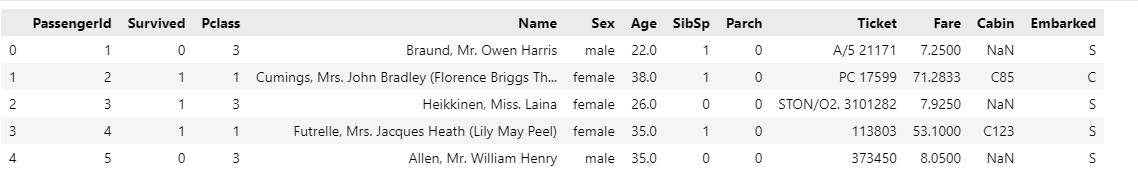 PassengerId Survived Pclass Name Sex Age SibSp Parch Ticket Fare Cabin Embarked
0 1 0 3 Braund, Mr. Owen Harris male 22.0 1 0 A/5 21171 7.2500 NaN S
1 2 1 1 Cumings, Mrs. John Bradley (Florence Briggs Th... female 38.0 1 0 PC 17599 71.2833 C85 C
2 3 1 3 Heikkinen, Miss. Laina female 26.0 0 0 STON/O2. 3101282 7.9250 NaN S
3 4 1 1 Futrelle, Mrs. Jacques Heath (Lily May Peel) female 35.0 1 0 113803 53.1000 C123 S
4 5 0 3 Allen, Mr. William Henry male 35.0 0 0 373450 8.0500 NaN S